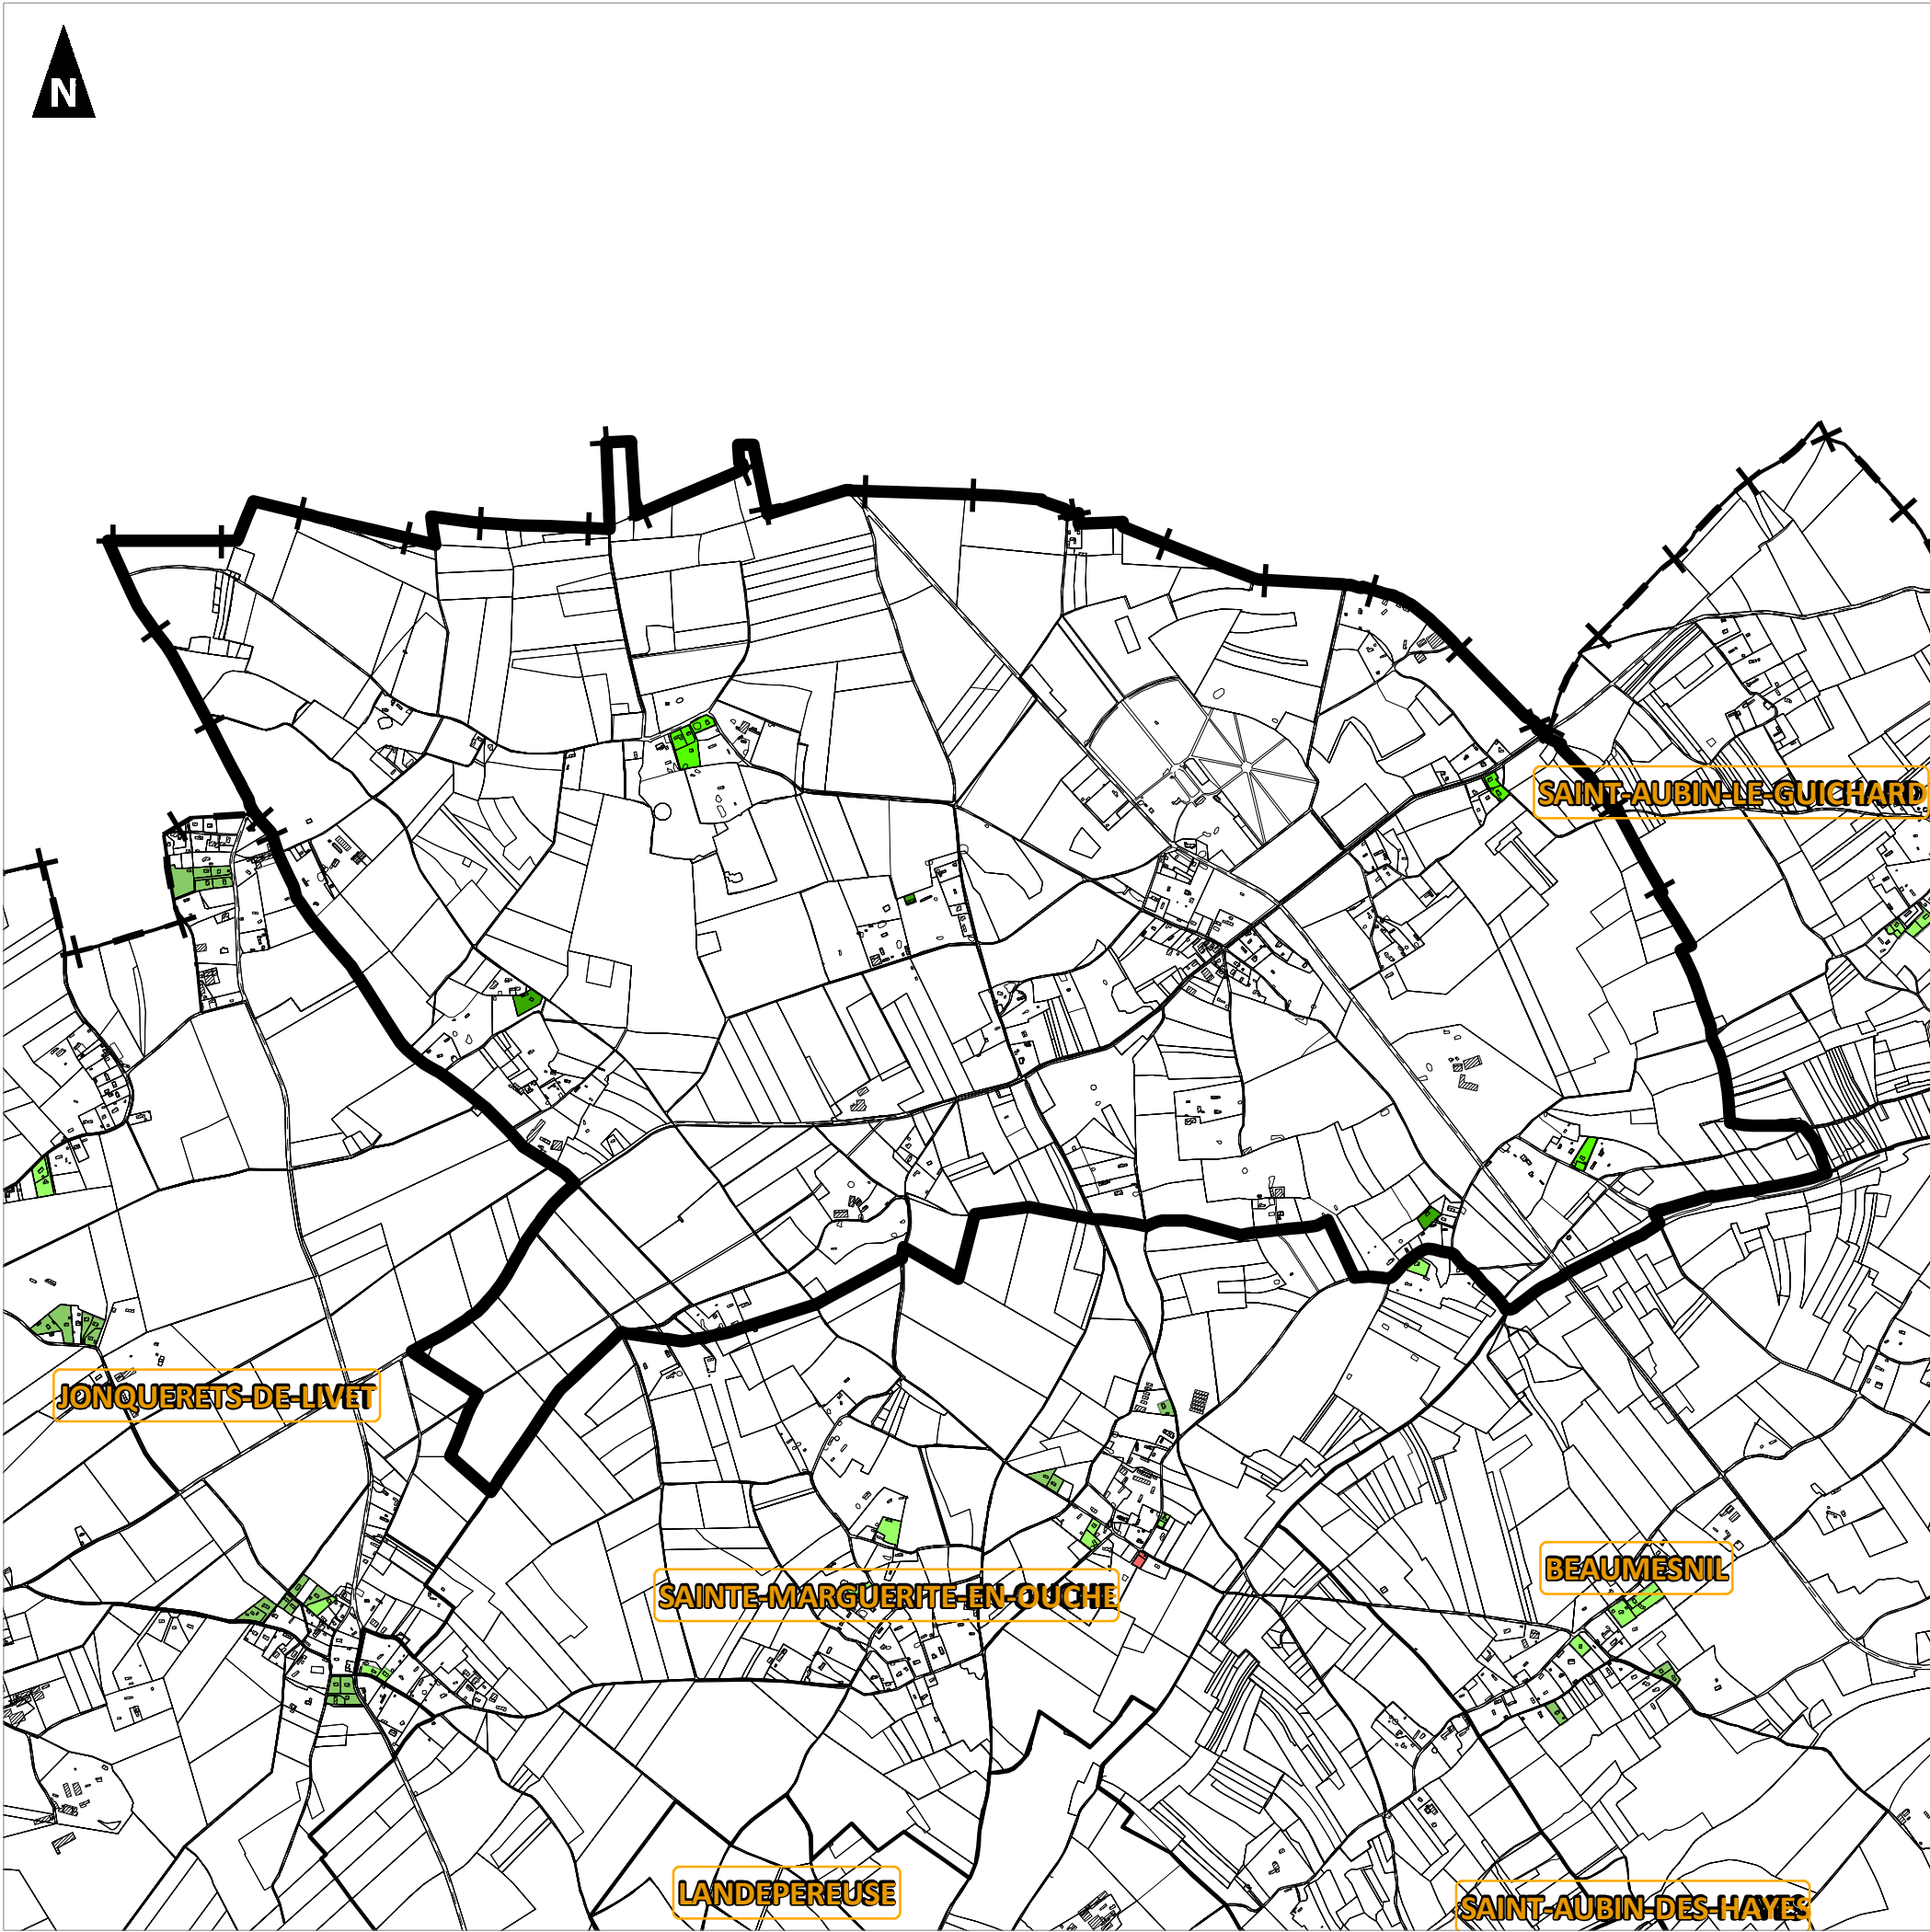 N
SAINT-AUBIN-LE-GUICHARD
JONQUERETS-DE-LIVET
BEAUMESNIL
SAINTE-MARGUERITE-EN-OUCHE
LANDEPEREUSE
SAINT-AUBIN-DES-HAYES